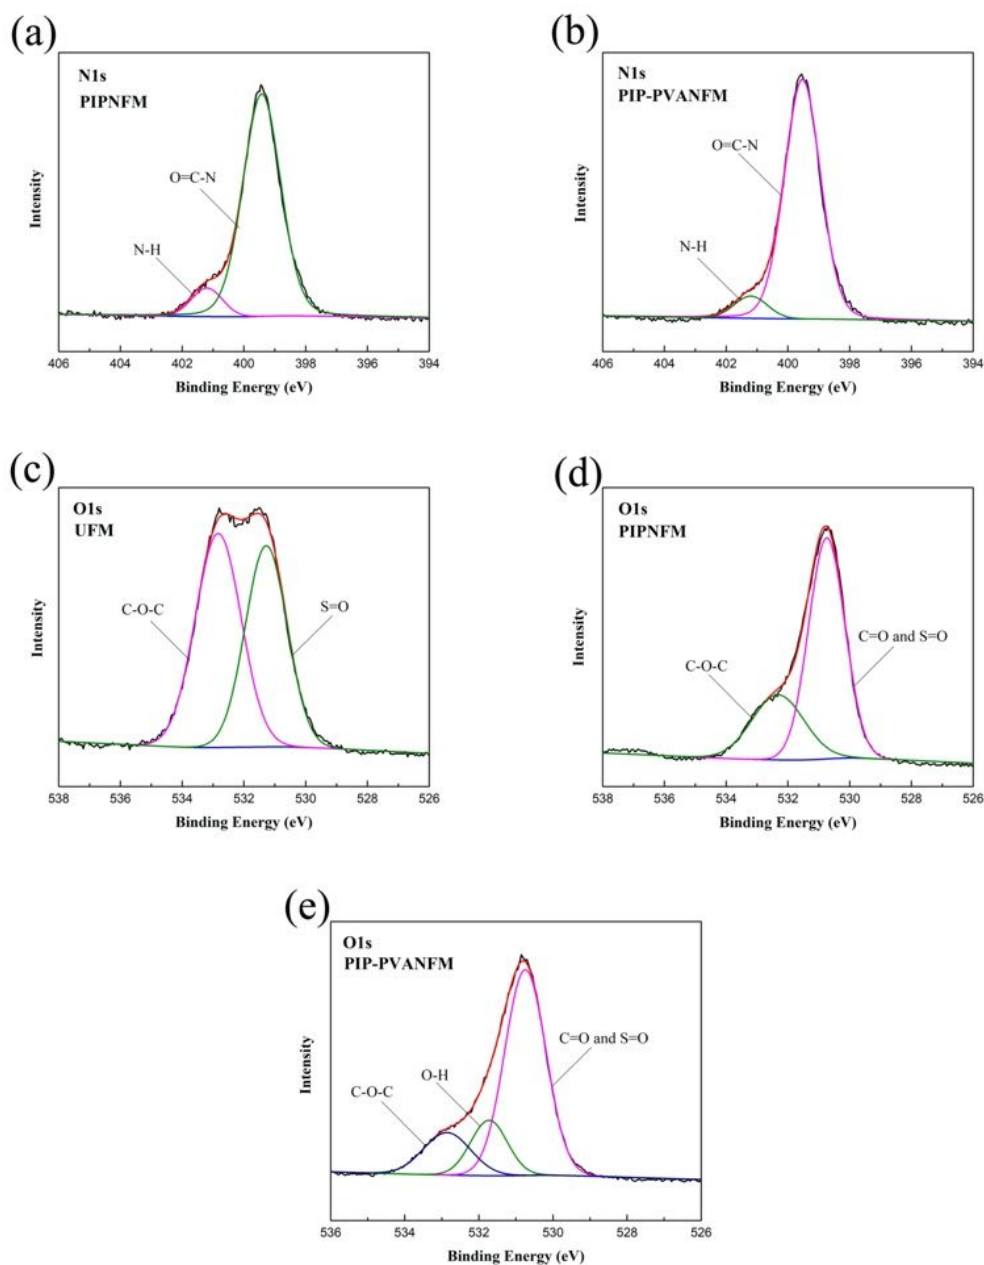 (a)
N1s
PIPNFM
O=C-N
N-H
Intensity
406 404 402 400 398 396 394
Binding Energy (eV)
(b)
N1s
PIP-PVANFM
O=C-N
N-H
Intensity
406 404 402 400 398 396 394
Binding Energy (eV)
(c)
O1s
UFM
C-O-C
S=O
Intensity
538 536 534 532 530 528 526
Binding Energy (eV)
(d)
O1s
PIPNFM
C=O and S=O
C-O-C
Intensity
538 536 534 532 530 528 526
Binding Energy (eV)
(e)
O1s
PIP-PVANFM
C=O and S=O
O-H
C-O-C
Intensity
536 534 532 530 528 526
Binding Energy (eV)